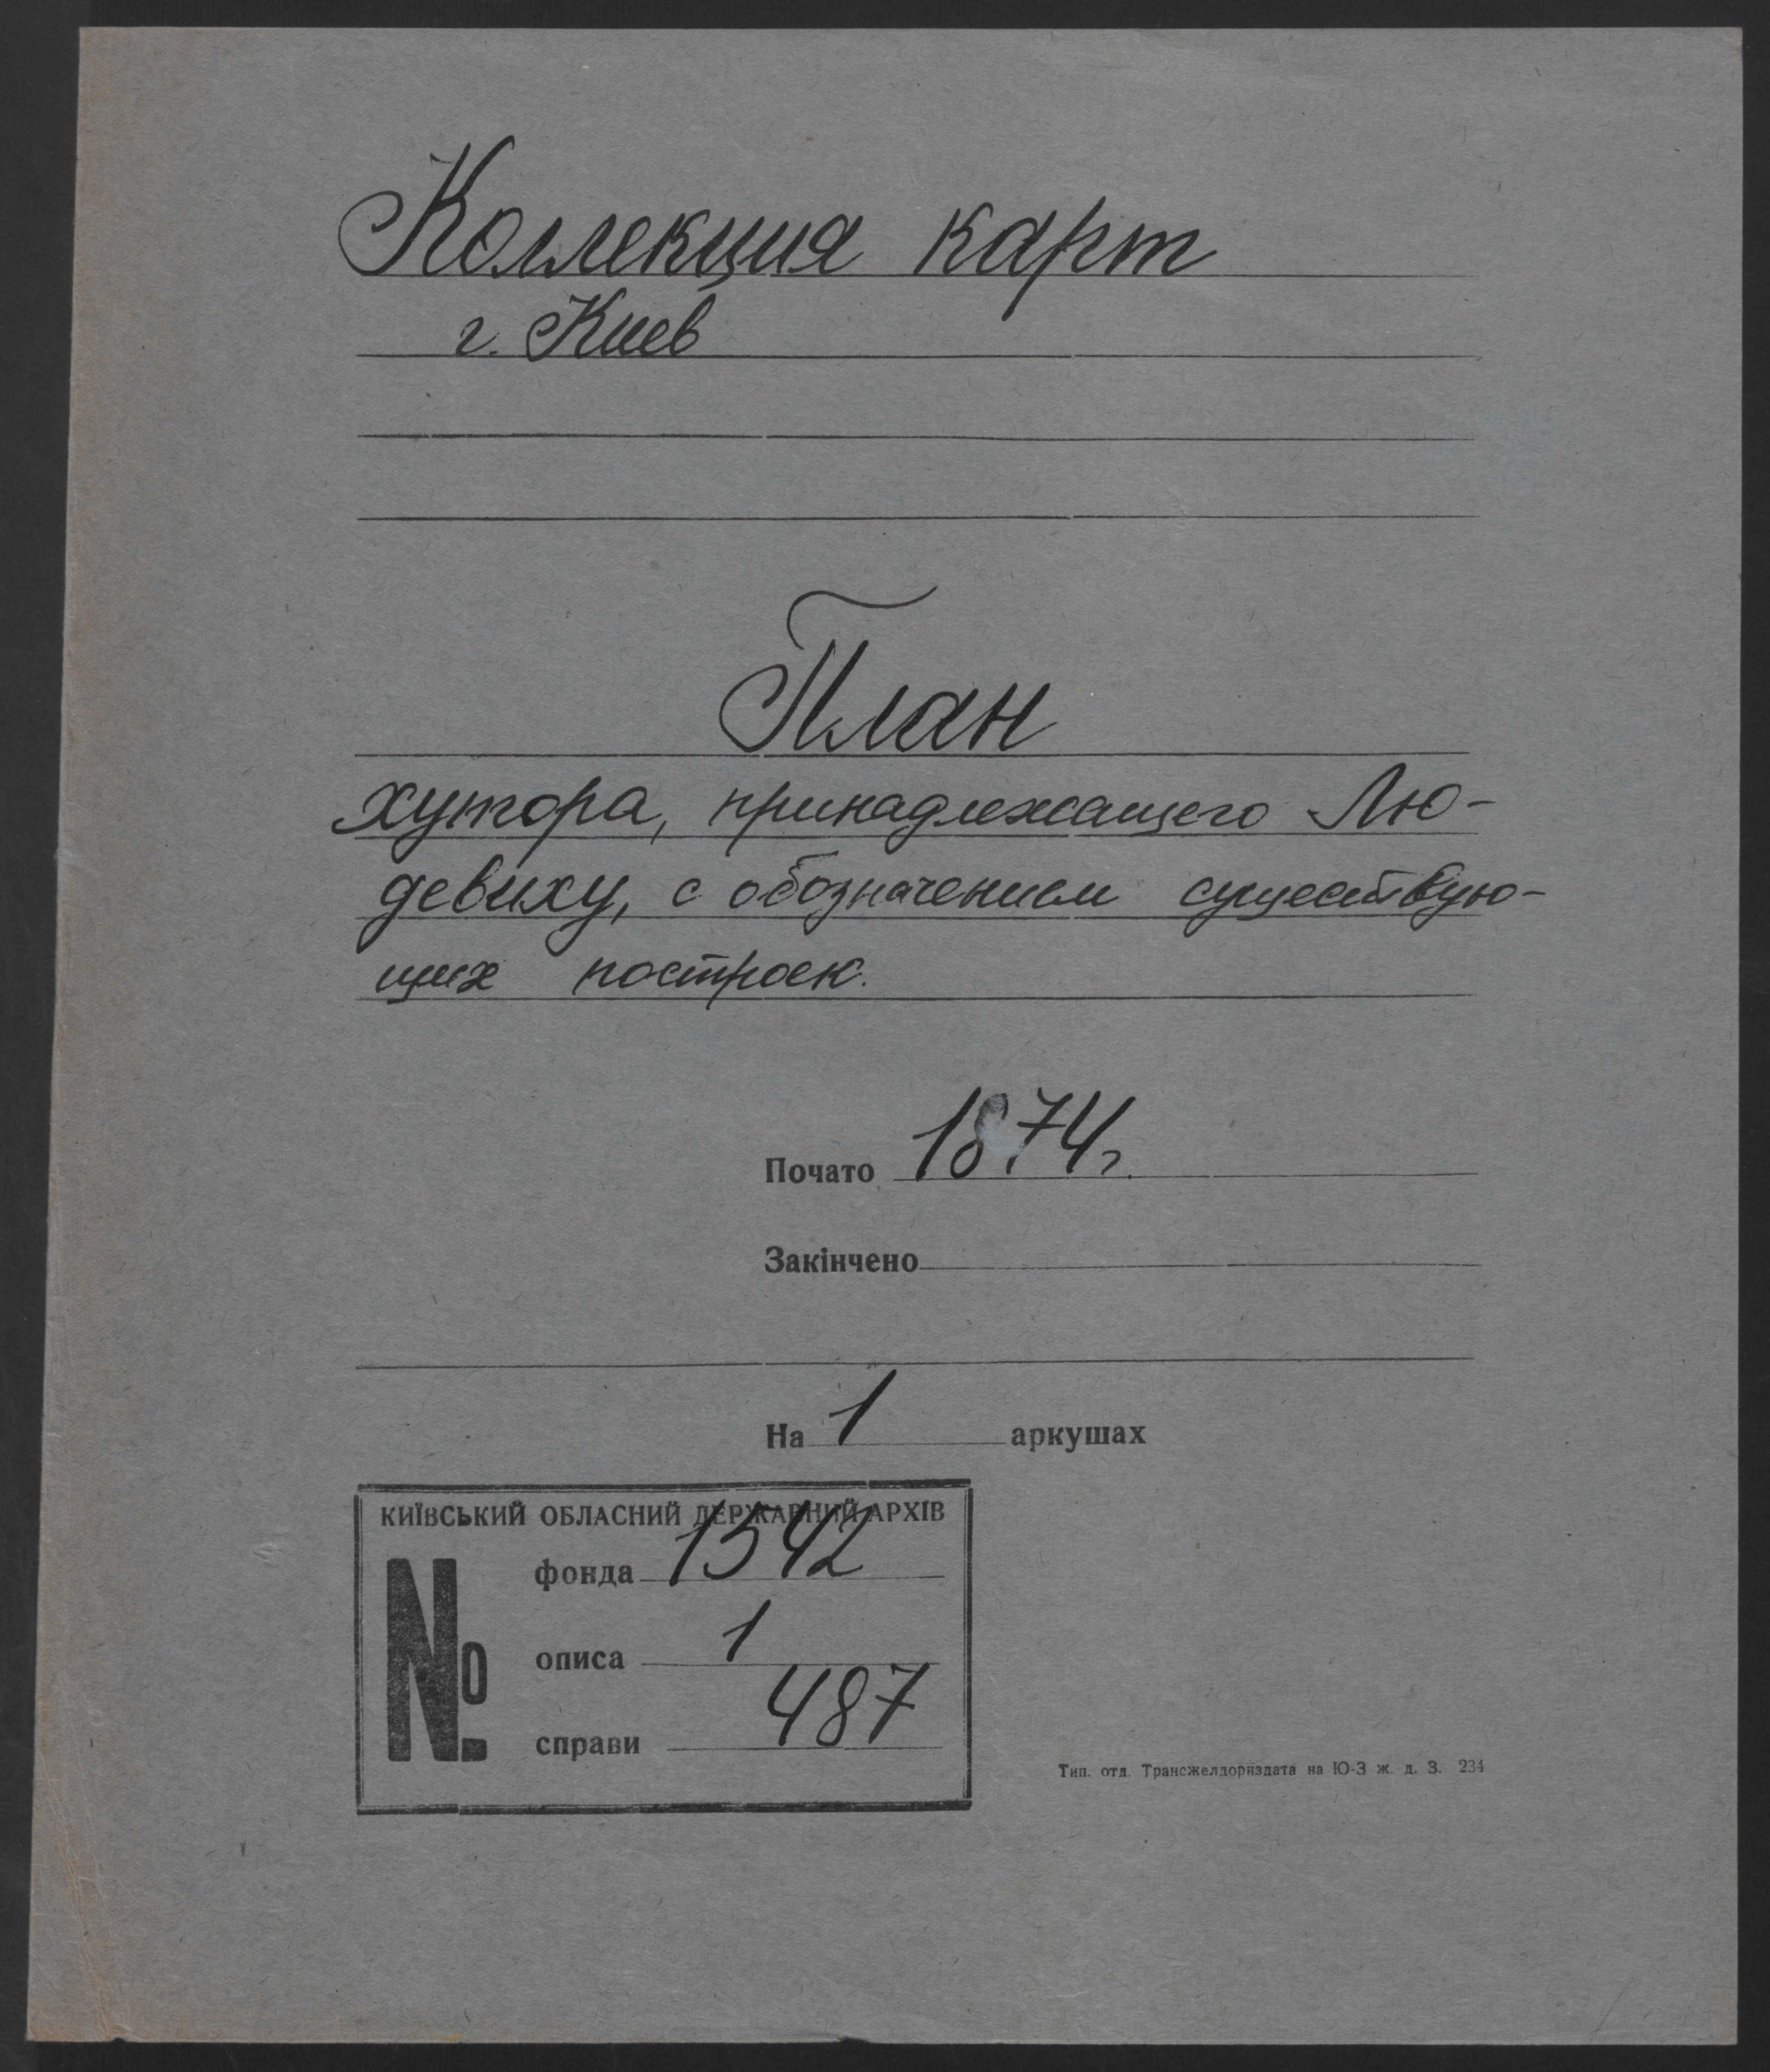 Коллекция карт
г. Киев
План
хутора, принадлежащего Лю-
девиху, с обозначением существую-
щих построек.
Почато 1874г.
Закінчено
На 1 аркушах
КИЇВСЬКИЙ ОБЛАСНИЙ ДЕРЖАВНИЙ АРХІВ
№
фонда 1542
описа 1
справи 487
Тип. отд. Трансжелдориздата на Ю-З ж. д. З. 234